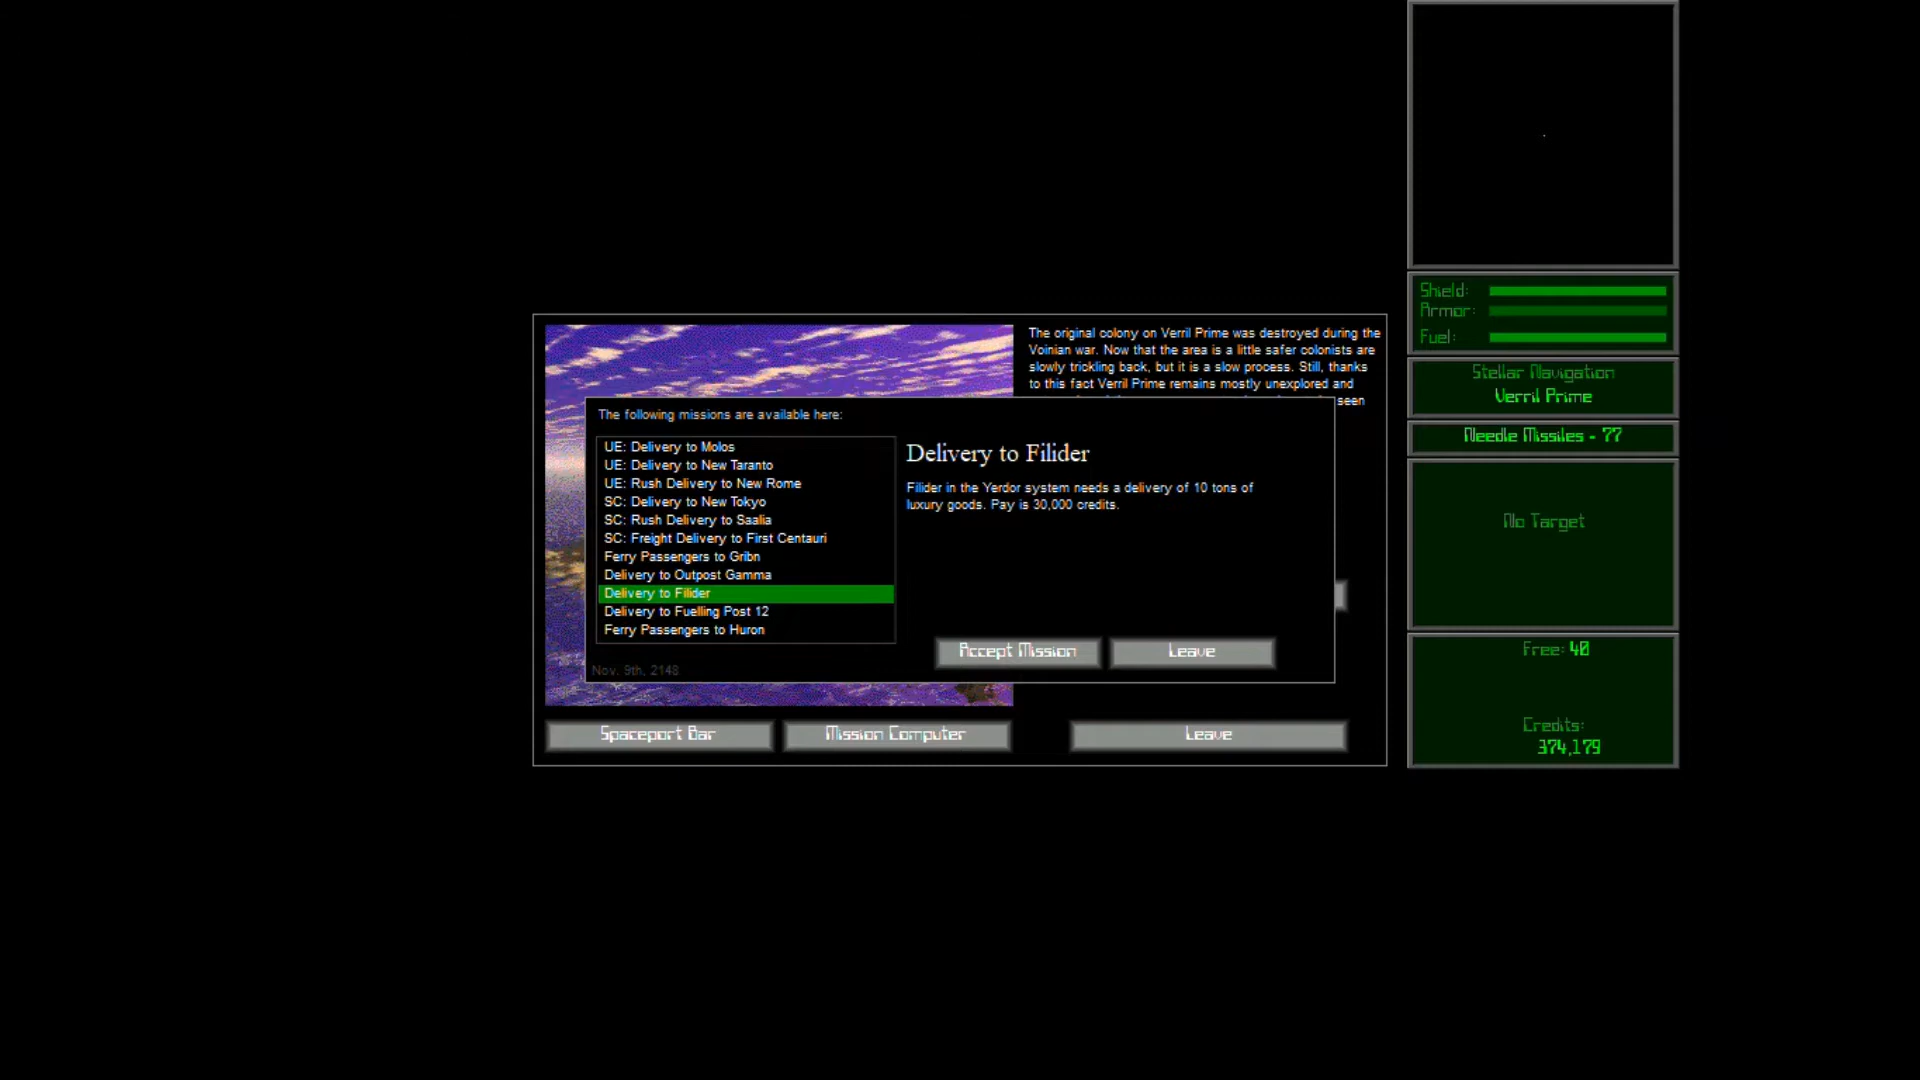 The original colony on Verril Prime was destroyed during the
Voinian war. Now that the area is a little safer colonists are
slowly trickling back, but it is a slow process. Still, thanks
to this fact Verril Prime remains mostly unexplored and
seen
The following missions are available here:
UE: Delivery to Molos
UE: Delivery to New Taranto
UE: Rush Delivery to New Rome
SC: Delivery to New Tokyo
SC: Rush Delivery to Saalia
SC: Freight Delivery to First Centauri
Ferry Passengers to Gribn
Delivery to Outpost Gamma
Delivery to Filider
Delivery to Fuelling Post 12
Ferry Passengers to Huron
Nov. 9th, 2148
Delivery to Filider
Filider in the Yerdor system needs a delivery of 10 tons of
luxury goods. Pay is 30,000 credits.
Accept Mission
Leave
Spaceport Bar
Mission Computer
Leave
Shield:
Armor:
Fuel:
Stellar Navigation
Verril Prime
Needle Missiles - 77
No Target
Free: 40
Credits:
374,179